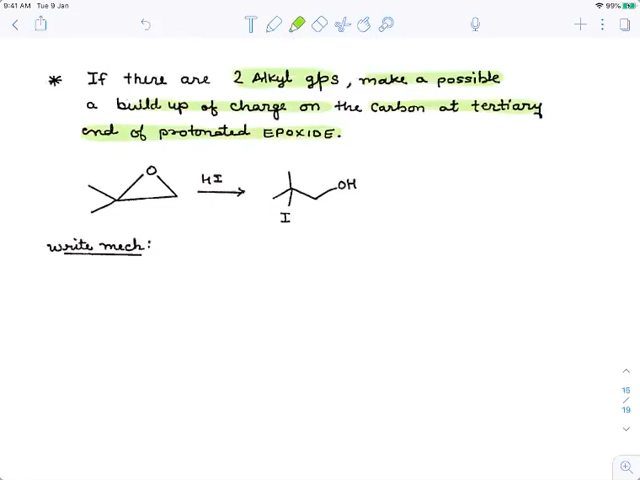 9:41 AM Tue 9 Jan
99%
T
* If there are 2 Alkyl gps, make a possible
a build up of charge on the carbon at tertiary
end of protonated EPOXIDE.
O
HI
OH
I
write mech:
15
/
19